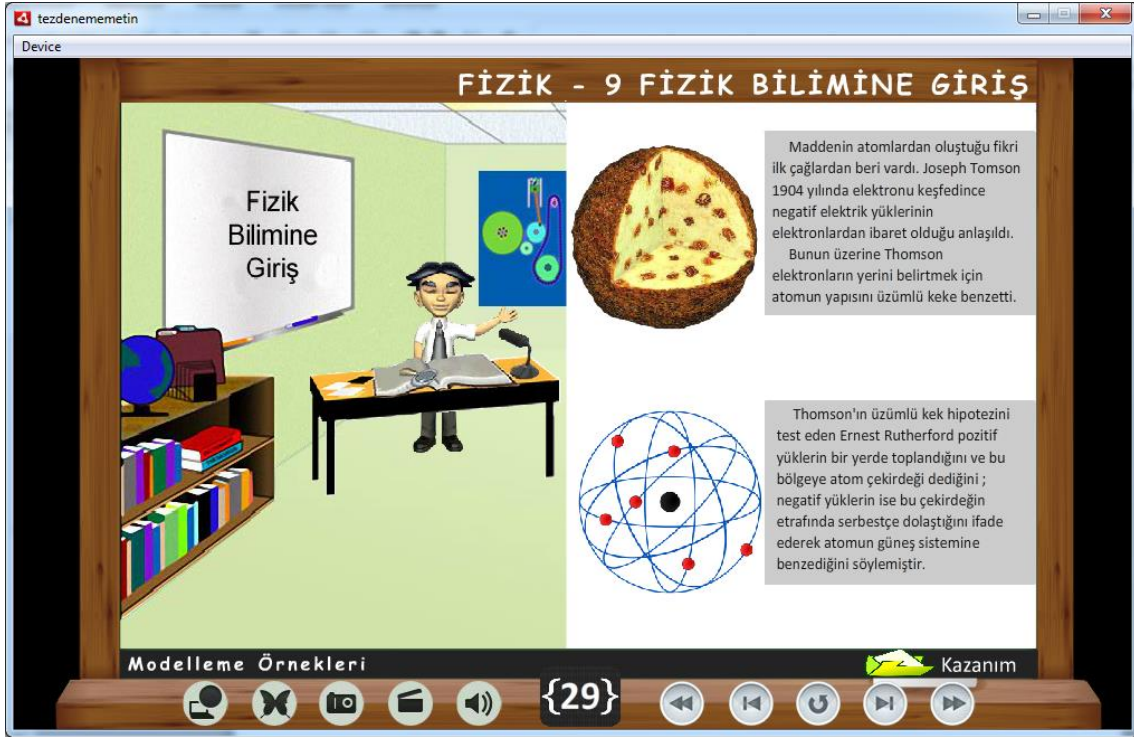 tezdenememetin
Device
FİZİK - 9 FİZİK BİLİMİNE GİRİŞ
Fizik
Bilimine
Giriş
Maddenin atomlardan oluştuğu fikri
ilk çağlardan beri vardı. Joseph Tomson
1904 yılında elektronu keşfedince
negatif elektrik yüklerinin
elektronlardan ibaret olduğu anlaşıldı.
Bunun üzerine Thomson
elektronların yerini belirtmek için
atomun yapısını üzümlü keke benzetti.
Thomson'ın üzümlü kek hipotezini
test eden Ernest Rutherford pozitif
yüklerin bir yerde toplandığını ve bu
bölgeye atom çekirdeği dediğini ;
negatif yüklerin ise bu çekirdeğin
etrafında serbestçe dolaştığını ifade
ederek atomun güneş sistemine
benzediğini söylemiştir.
Modelleme Örnekleri
Kazanım
{29}